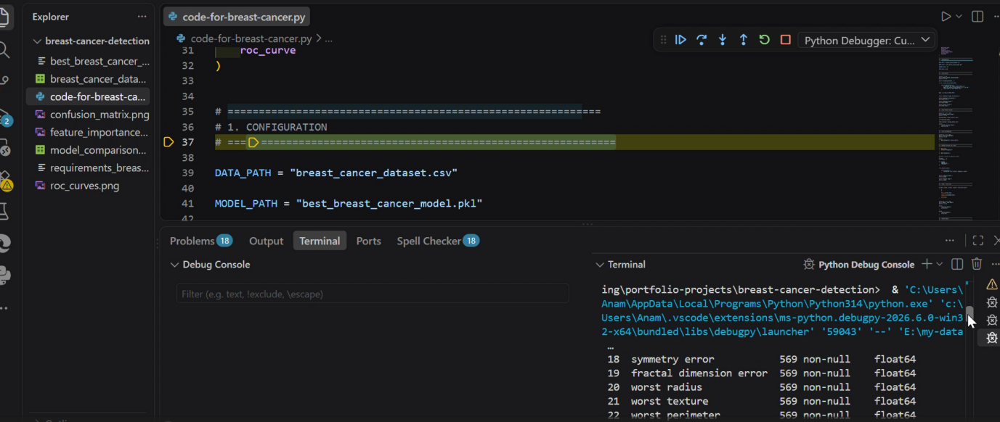 Explorer
breast-cancer-detection
best_breast_cancer_...
breast_cancer_data...
code-for-breast-ca...
confusion_matrix.png
feature_importance...
model_comparison...
requirements_breas...
roc_curves.png
2
code-for-breast-cancer.py
code-for-breast-cancer.py > ...
Python Debugger: Cu...
31 roc_curve
32 )
33
34
35 # ============================================================
36 # 1. CONFIGURATION
37 # ============================================================
38
39 DATA_PATH = "breast_cancer_dataset.csv"
40
41 MODEL_PATH = "best_breast_cancer_model.pkl"
42
Problems 18 Output Terminal Ports Spell Checker 18
Debug Console
Filter (e.g. text, !exclude, \escape)
Terminal
Python Debug Console
ing\portfolio-projects\breast-cancer-detection> & 'C:\Users\
Anam\AppData\Local\Programs\Python\Python314\python.exe' 'c:\
Users\Anam\.vscode\extensions\ms-python.debugpy-2026.6.0-win3
2-x64\bundled\libs\debugpy\launcher' '59043' '--' 'E:\my-data
…
18 symmetry error 569 non-null float64
19 fractal dimension error 569 non-null float64
20 worst radius 569 non-null float64
21 worst texture 569 non-null float64
22 worst perimeter 569 non-null float64